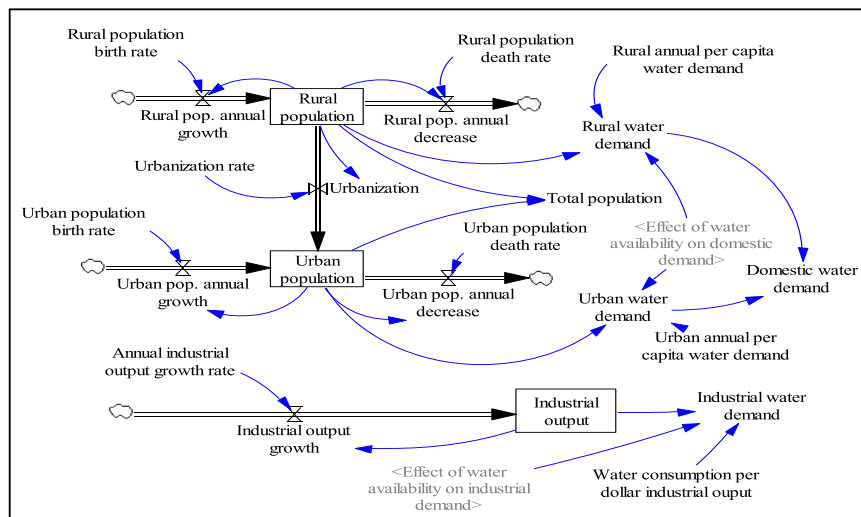 Rural population
birth rate
Rural population
death rate
Rural annual per capita
water demand
Rural
population
Rural pop. annual
growth
Rural pop. annual
decrease
Rural water
demand
Urbanization rate
Urbanization
Total population
Urban population
birth rate
Urban population
death rate
<Effect of water
availability on domestic
demand>
Urban
population
Urban pop. annual
growth
Urban pop. annual
decrease
Urban water
demand
Domestic water
demand
Urban annual per
capita water demand
Annual industrial
output growth rate
Industrial
output
Industrial water
demand
Industrial output
growth
<Effect of water
availability on industrial
demand>
Water consumption per
dollar industrial ouput